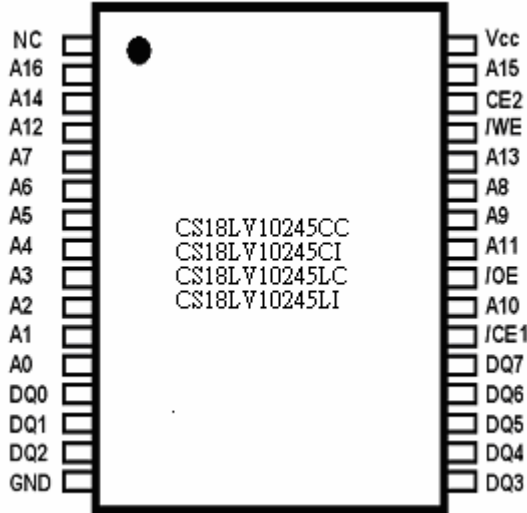 NC Vcc
A16 A15
A14 CE2
A12 /WE
A7 A13
A6 A8
A5 A9
A4 A11
A3 /OE
A2 A10
A1 /CE1
A0 DQ7
DQ0 DQ6
DQ1 DQ5
DQ2 DQ4
GND DQ3
CS18LV10245CC
CS18LV10245CI
CS18LV10245LC
CS18LV10245LI